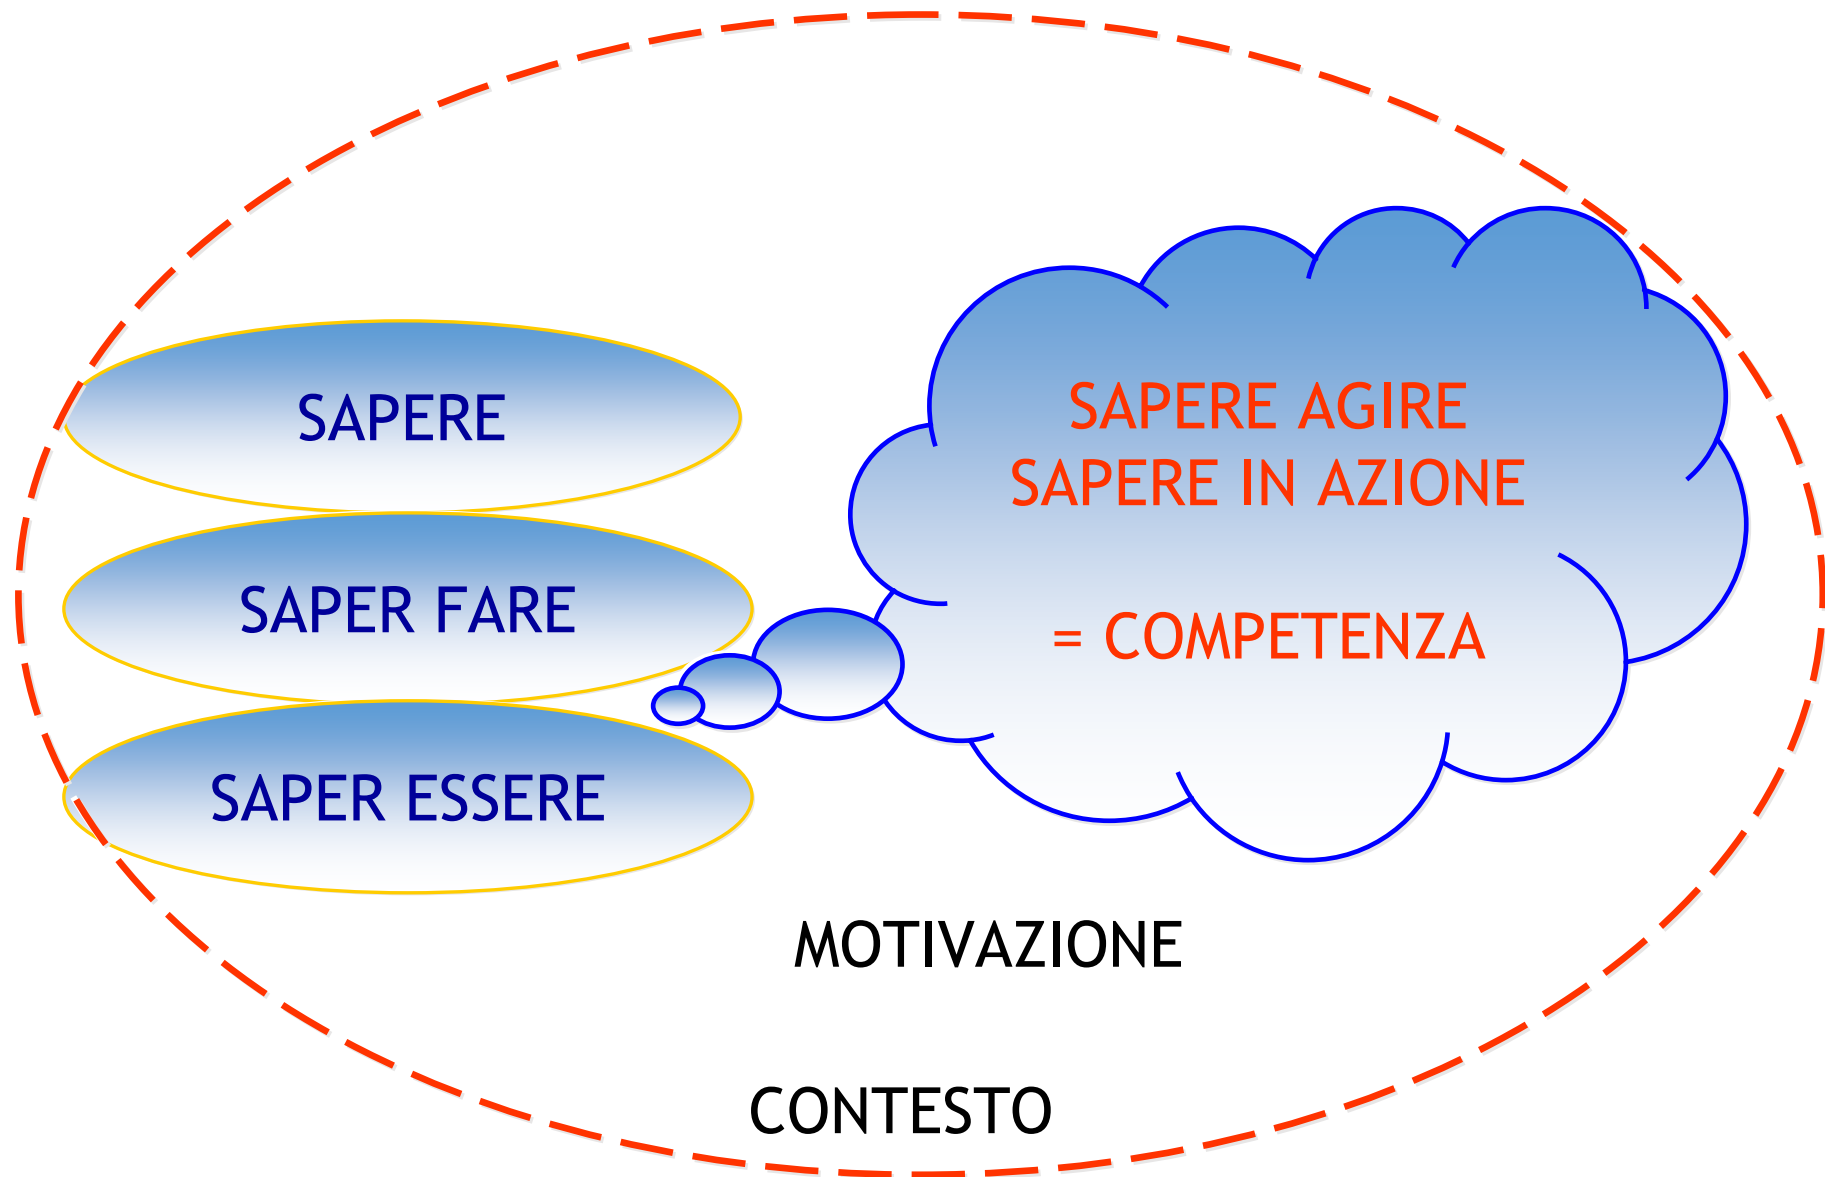 SAPERE
SAPER FARE
SAPER ESSERE
SAPERE AGIRE
SAPERE IN AZIONE
= COMPETENZA
MOTIVAZIONE
CONTESTO